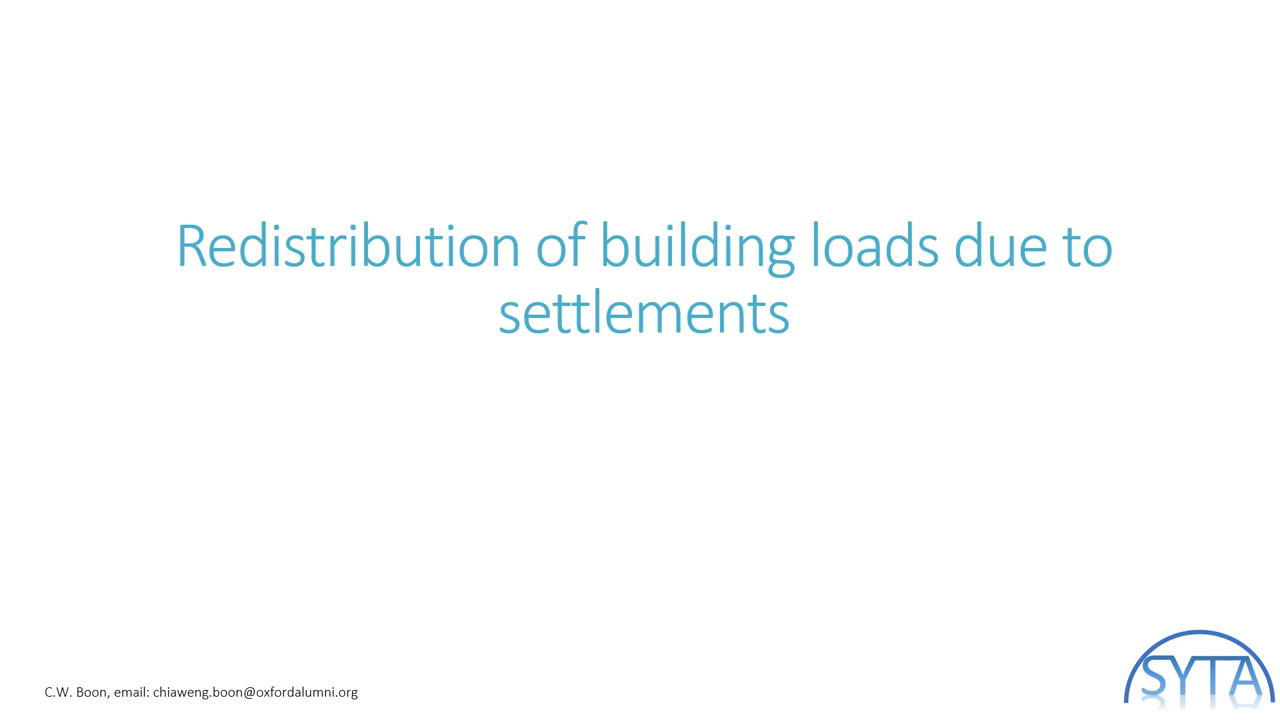 Redistribution of building loads due to
settlements
C.W. Boon, email: chiaweng.boon@oxfordalumni.org
SYTA